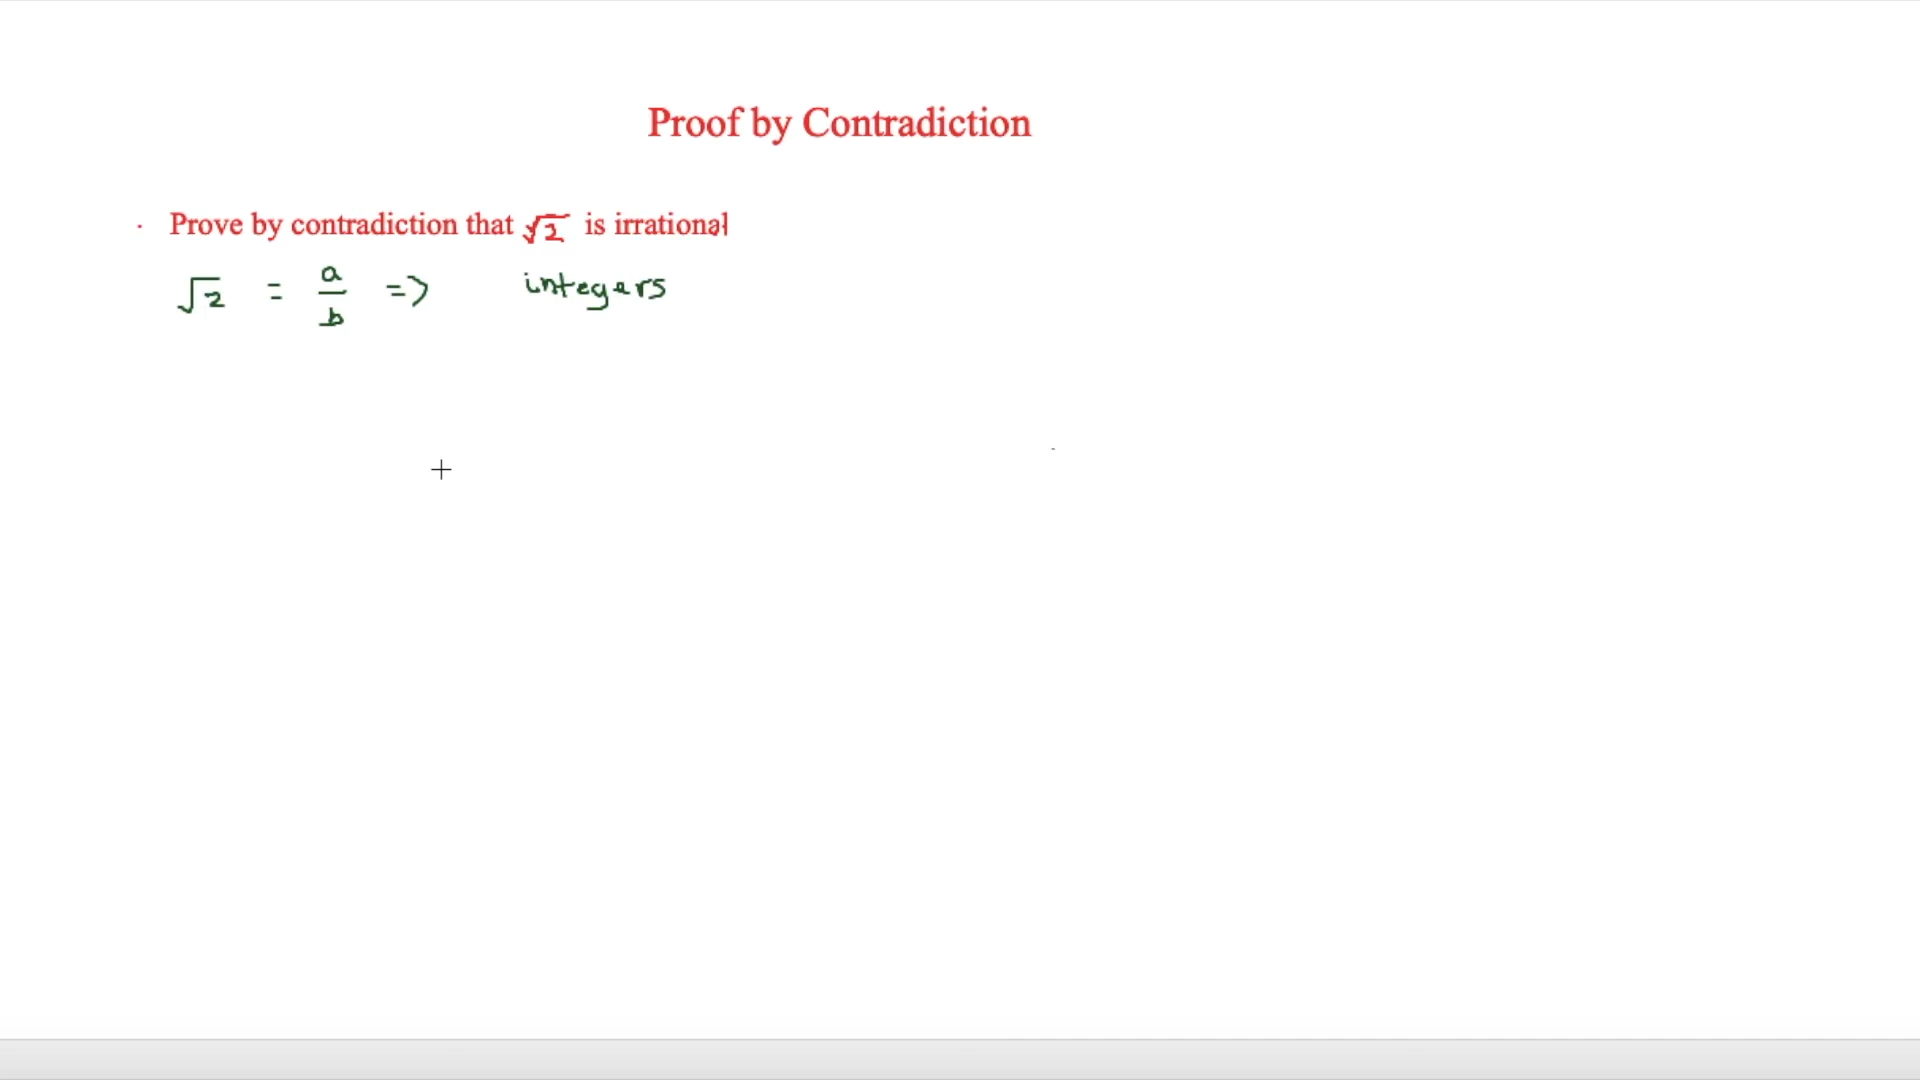 Proof by Contradiction
· Prove by contradiction that √2 is irrational
√2 = a/b => integers